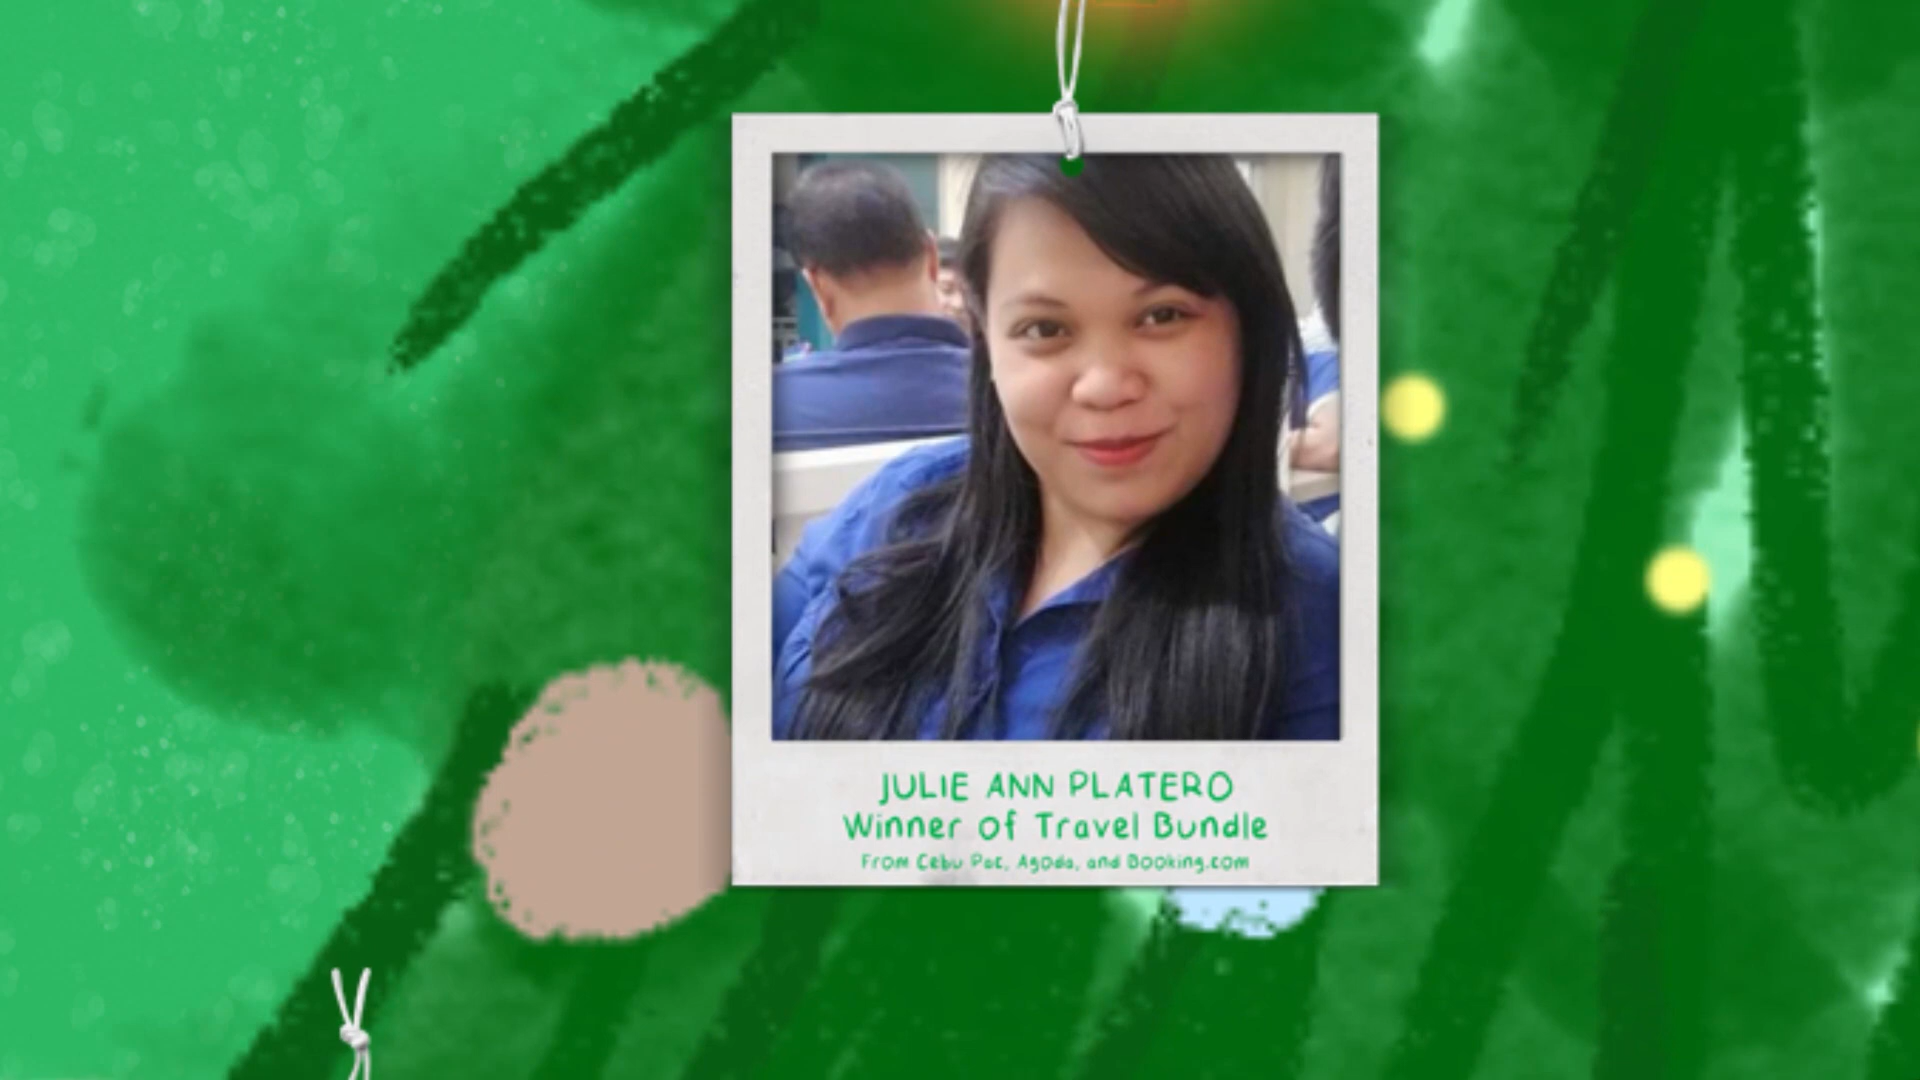 JULIE ANN PLATERO
Winner of Travel Bundle
From Cebu Pac, Agoda, and Booking.com